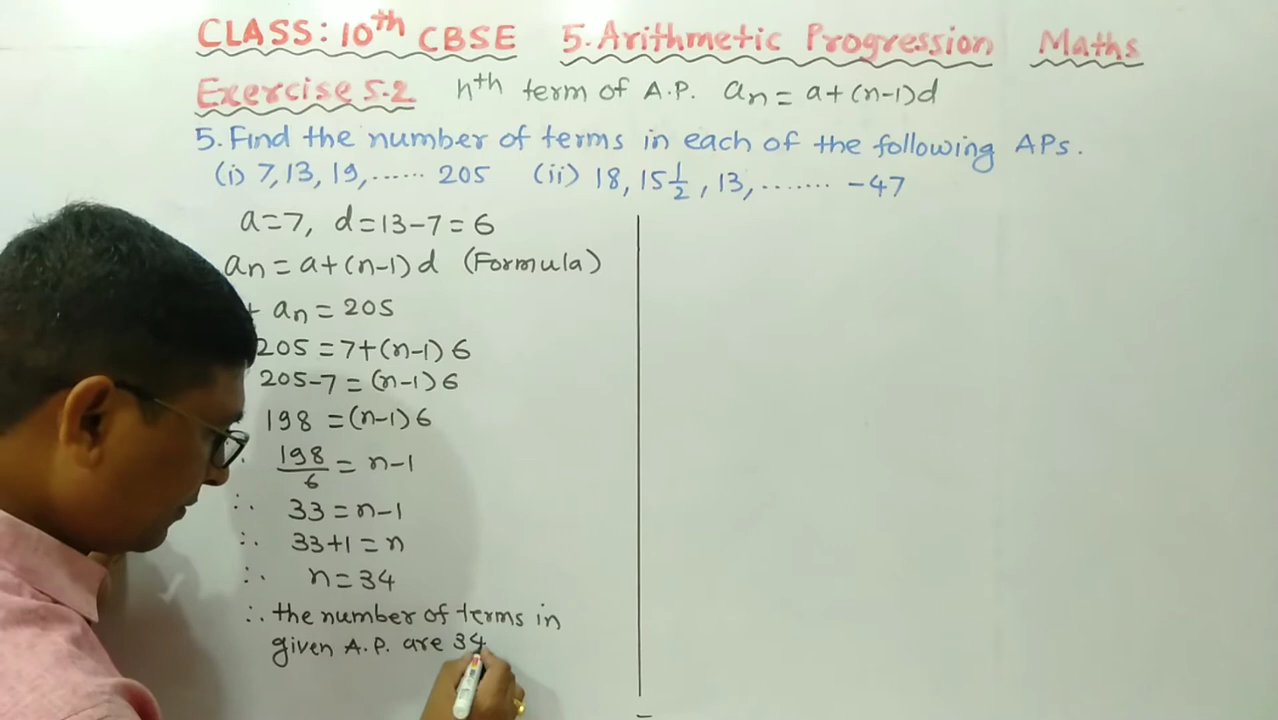 CLASS: 10th CBSE 5. Arithmetic Progression Maths
Exercise 5.2 nth term of A.P. an = a+(n-1)d
5. Find the number of terms in each of the following APs.
(i) 7, 13, 19, ...... 205 (ii) 18, 15 1/2, 13, ....... -47
a=7, d=13-7=6
an = a+(n-1)d (Formula)
an = 205
205 = 7+(n-1)6
205-7 = (n-1)6
198 = (n-1)6
198/6 = n-1
∴ 33 = n-1
∴ 33+1 = n
∴ n = 34
∴ the number of terms in
given A.P. are 34